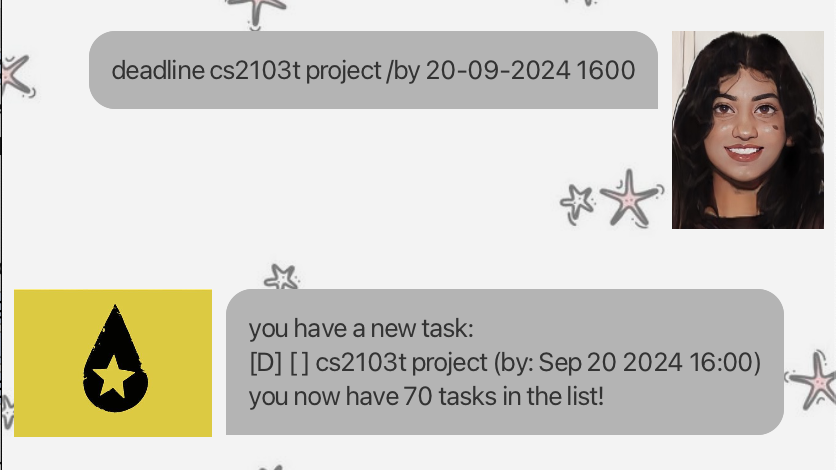 deadline cs2103t project /by 20-09-2024 1600
you have a new task:
[D] [ ] cs2103t project (by: Sep 20 2024 16:00)
you now have 70 tasks in the list!